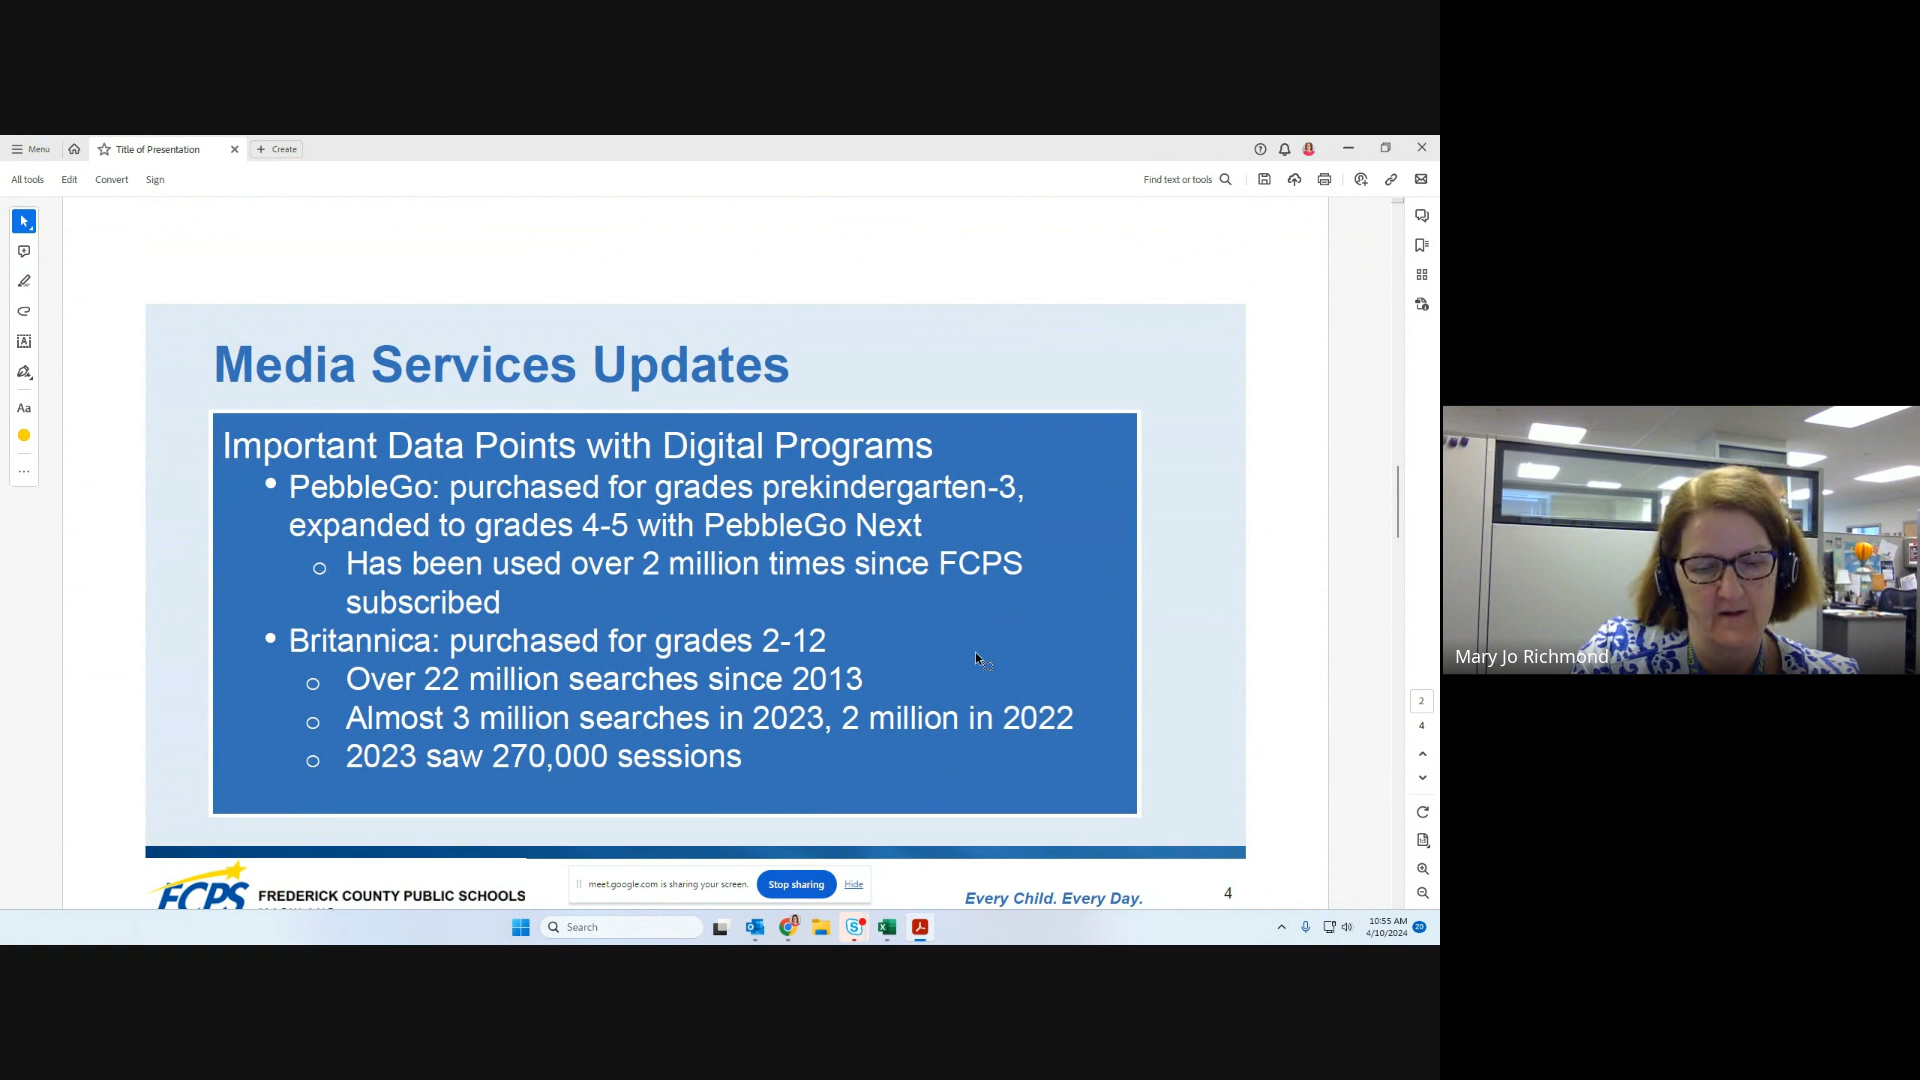 Menu
Title of Presentation
Create
All tools
Edit
Convert
Sign
Find text or tools
Media Services Updates
Important Data Points with Digital Programs
• PebbleGo: purchased for grades prekindergarten-3,
expanded to grades 4-5 with PebbleGo Next
o Has been used over 2 million times since FCPS
subscribed
• Britannica: purchased for grades 2-12
o Over 22 million searches since 2013
o Almost 3 million searches in 2023, 2 million in 2022
o 2023 saw 270,000 sessions
Aa
Mary Jo Richmond
2
4
FCPS
FREDERICK COUNTY PUBLIC SCHOOLS
meet.google.com is sharing your screen.
Stop sharing
Hide
Every Child. Every Day.
4
Search
10:55 AM
4/10/2024
20